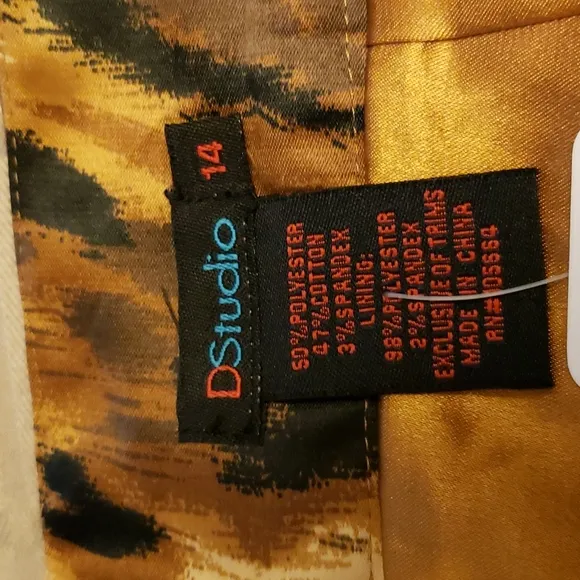 DStudio
14
50%POLYESTER
47%COTTON
3%SPANDEX
LINING:
98%POLYESTER
2%SPANDEX
EXCLUSIVE OF TRIMS
MADE IN CHINA
RN#105564